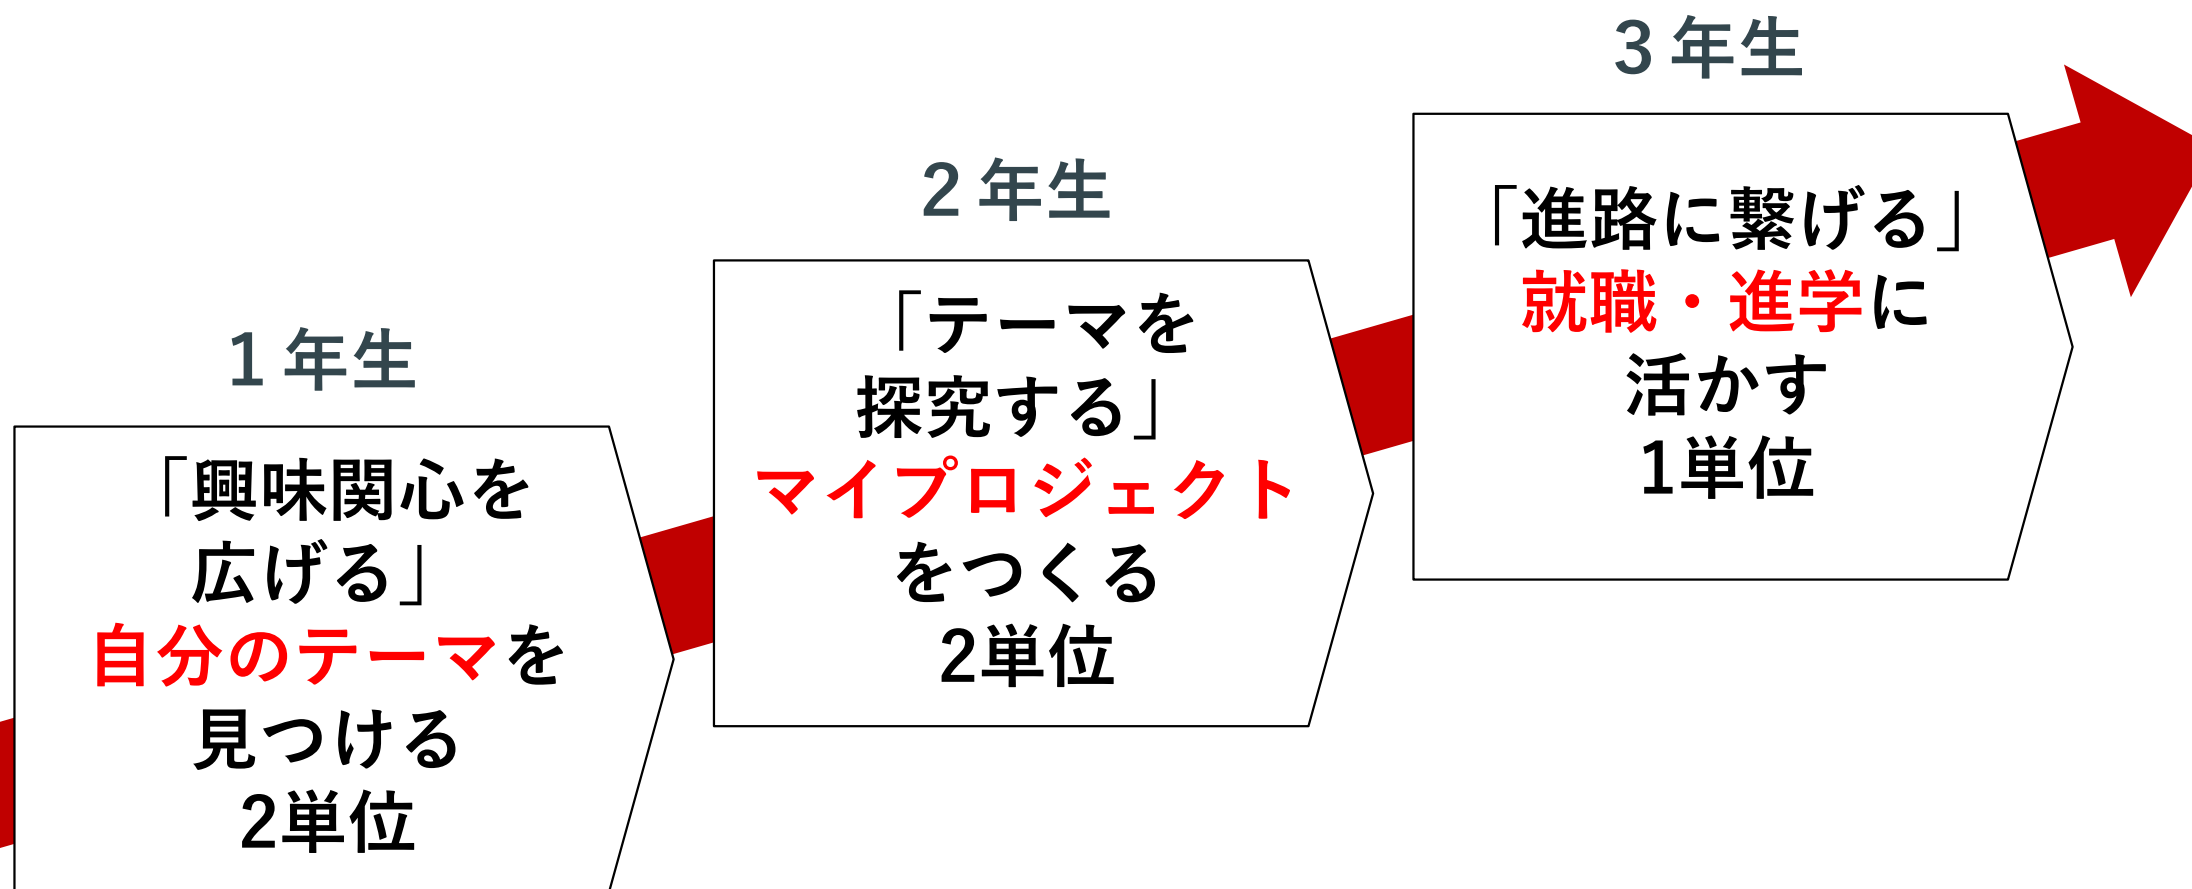 1年生
「興味関心を
広げる」
自分のテーマを
見つける
2単位
2年生
「テーマを
探究する」
マイプロジェクト
をつくる
2単位
3年生
「進路に繋げる」
就職・進学に
活かす
1単位